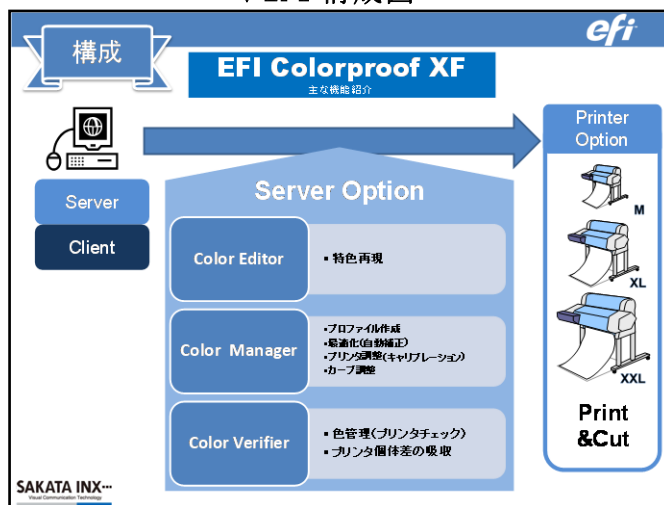 構成
efi
EFI Colorproof XF
主な機能紹介
Server
Client
Server Option
Color Editor
▪ 特色再現
Color Manager
▪プロファイル作成
▪最適化(自動補正)
▪プリンタ調整(キャリブレーション)
▪カーブ調整
Color Verifier
▪ 色管理(プリンタチェック)
▪ プリンタ個体差の吸収
Printer
Option
M
XL
XXL
Print
&Cut
SAKATA INX...
Visual Communication Technology